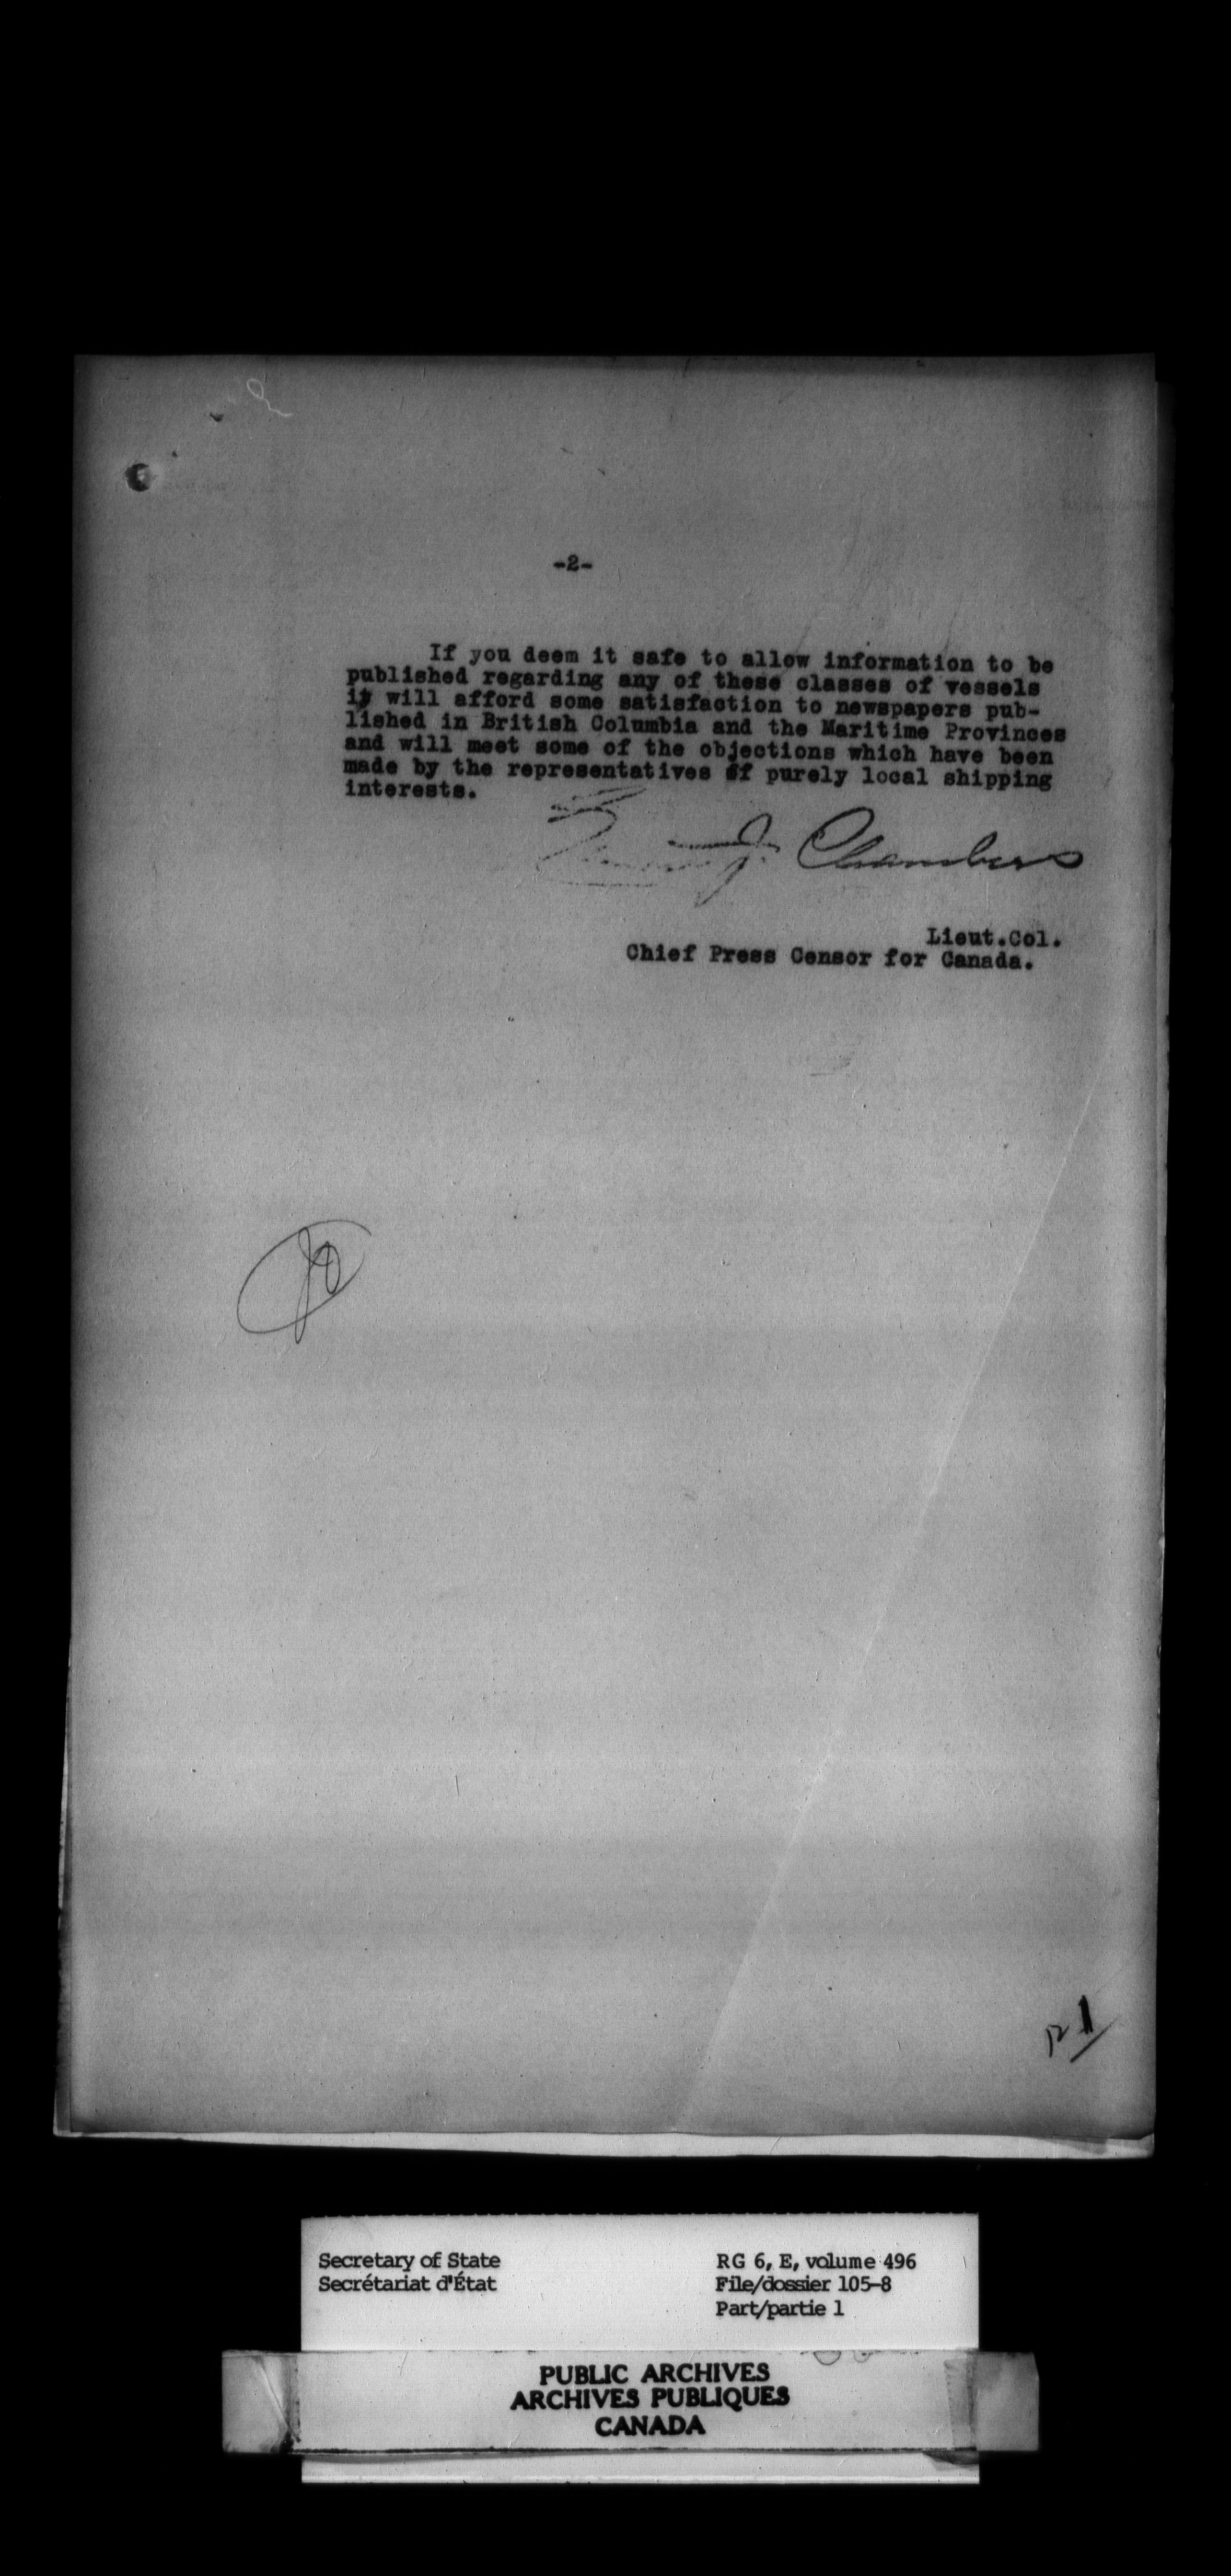 -2-
If you deem it safe to allow information to be
published regarding any of these classes of vessels
it will afford some satisfaction to newspapers pub-
lished in British Columbia and the Maritime Provinces
and will meet some of the objections which have been
made by the representatives of purely local shipping
interests.
J. Chambers
Lieut.Col.
Chief Press Censor for Canada.
Secretary of State
Secrétariat d'État
RG 6, E, volume 496
File/dossier 105-8
Part/partie 1
PUBLIC ARCHIVES
ARCHIVES PUBLIQUES
CANADA